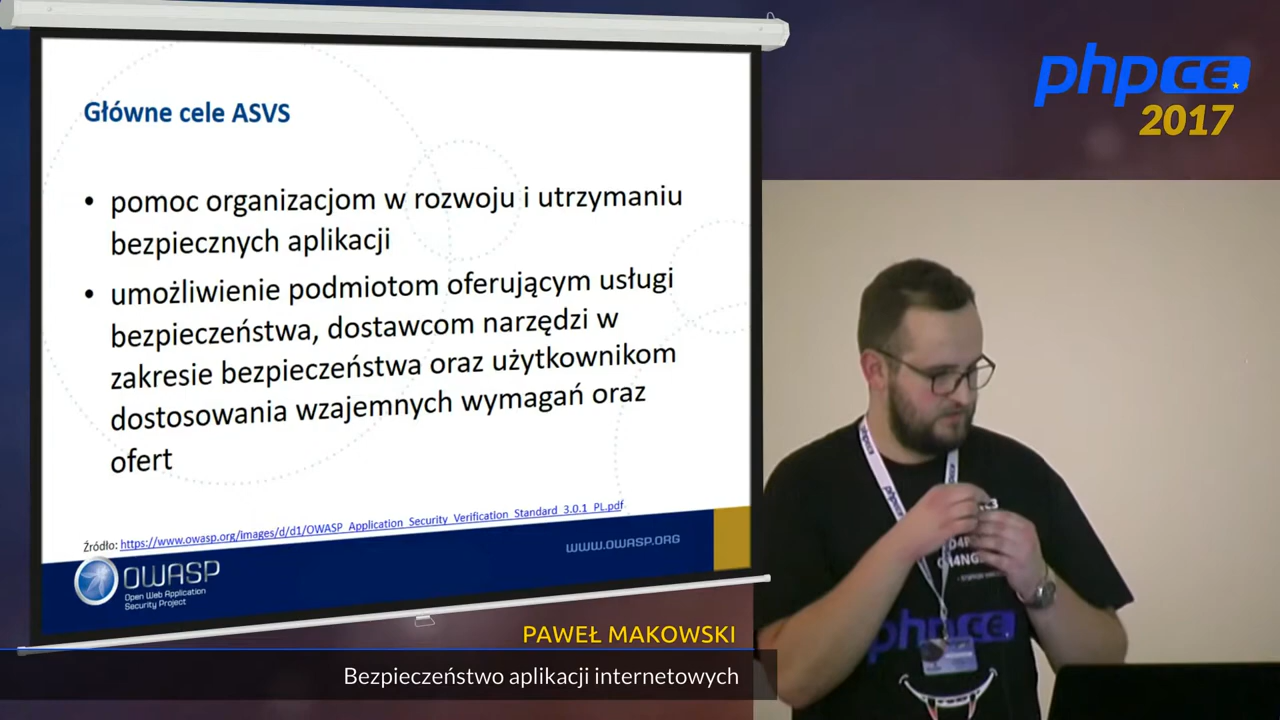 Główne cele ASVS
• pomoc organizacjom w rozwoju i utrzymaniu
bezpiecznych aplikacji
• umożliwienie podmiotom oferującym usługi
bezpieczeństwa, dostawcom narzędzi w
zakresie bezpieczeństwa oraz użytkownikom
dostosowania wzajemnych wymagań oraz
ofert
Źródło: https://www.owasp.org/images/d/d1/OWASP_Application_Security_Verification_Standard_3.0.1_PL.pdf
OWASP
Open Web Application
Security Project
WWW.OWASP.ORG
phpCE
2017
phpCE
PAWEŁ MAKOWSKI
Bezpieczeństwo aplikacji internetowych